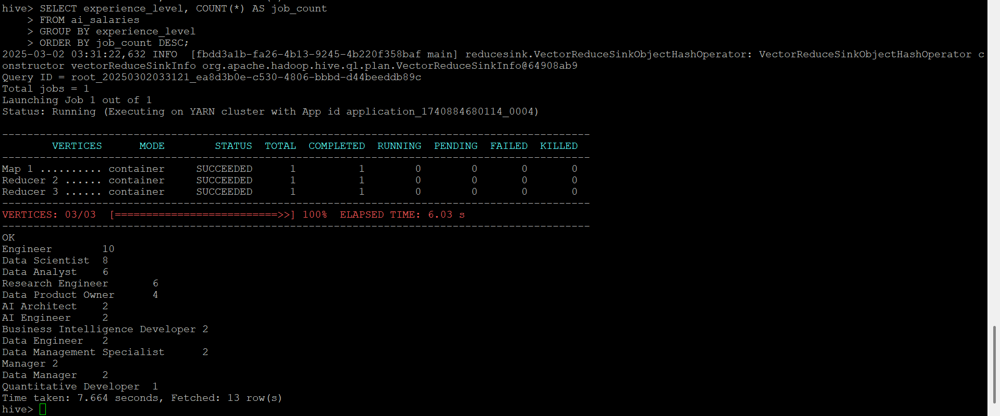 hive> SELECT experience_level, COUNT(*) AS job_count
    > FROM ai_salaries
    > GROUP BY experience_level
    > ORDER BY job_count DESC;
2025-03-02 03:31:22,632 INFO  [fbdd3a1b-fa26-4b13-9245-4b220f358baf main] reducesink.VectorReduceSinkObjectHashOperator: VectorReduceSinkObjectHashOperator c
onstructor vectorReduceSinkInfo org.apache.hadoop.hive.ql.plan.VectorReduceSinkInfo@64908ab9
Query ID = root_20250302033121_ea8d3b0e-c530-4806-bbbd-d44beeddb89c
Total jobs = 1
Launching Job 1 out of 1
Status: Running (Executing on YARN cluster with App id application_1740884680114_0004)
----------------------------------------------------------------------------------------------
        VERTICES      MODE        STATUS  TOTAL  COMPLETED  RUNNING  PENDING  FAILED  KILLED
----------------------------------------------------------------------------------------------
Map 1 .......... container     SUCCEEDED      1          1        0        0       0       0
Reducer 2 ...... container     SUCCEEDED      1          1        0        0       0       0
Reducer 3 ...... container     SUCCEEDED      1          1        0        0       0       0
----------------------------------------------------------------------------------------------
VERTICES: 03/03  [==========================>>] 100%  ELAPSED TIME: 6.03 s
----------------------------------------------------------------------------------------------
OK
Engineer        10
Data Scientist  8
Data Analyst    6
Research Engineer       6
Data Product Owner      4
AI Architect    2
AI Engineer     2
Business Intelligence Developer 2
Data Engineer   2
Data Management Specialist      2
Manager 2
Data Manager    2
Quantitative Developer  1
Time taken: 7.664 seconds, Fetched: 13 row(s)
hive>